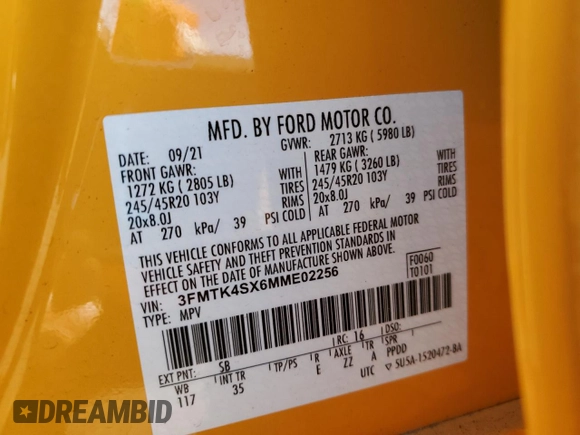 MFD. BY FORD MOTOR CO.
DATE: 09/21 GVWR: 2713 KG ( 5980 LB)
FRONT GAWR: REAR GAWR:
1272 KG ( 2805 LB) WITH 1479 KG ( 3260 LB) WITH
245/45R20 103Y TIRES 245/45R20 103Y TIRES
20x8.0J RIMS 20x8.0J RIMS
AT 270 kPa/ 39 PSI COLD AT 270 kPa/ 39 PSI COLD
THIS VEHICLE CONFORMS TO ALL APPLICABLE FEDERAL MOTOR
VEHICLE SAFETY AND THEFT PREVENTION STANDARDS IN
EFFECT ON THE DATE OF MANUFACTURE SHOWN ABOVE.
VIN: 3FMTK4SX6MME02256 F0060
TYPE: MPV T0101
EXT PNT: SB RC: 16 DSO:
WB INT TR TP/PS R AXLE TR SPR
117 35 E ZZ A PPDD
UTC SU5A-1520472-BA
DREAMBID